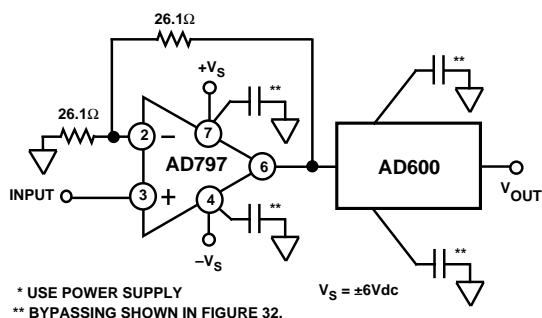 26.1Ω
**
+VS
**
26.1Ω
2
–
7
AD797
6
AD600
INPUT
3
+
4
VOUT
**
–VS
**
VS = ±6Vdc
* USE POWER SUPPLY
** BYPASSING SHOWN IN FIGURE 32.